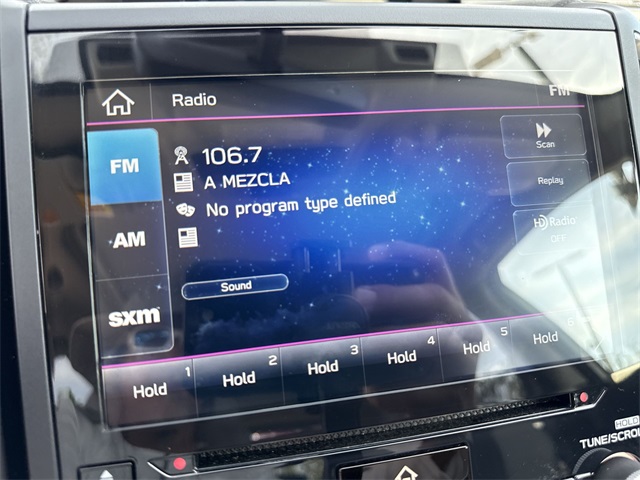 Radio
FM
FM
106.7
Scan
A MEZCLA
Replay
No program type defined
AM
HD Radio
OFF
Sound
sxm
Hold 1
Hold 2
Hold 3
Hold 4
Hold 5
Hold 6
HOLD
TUNE/SCROLL